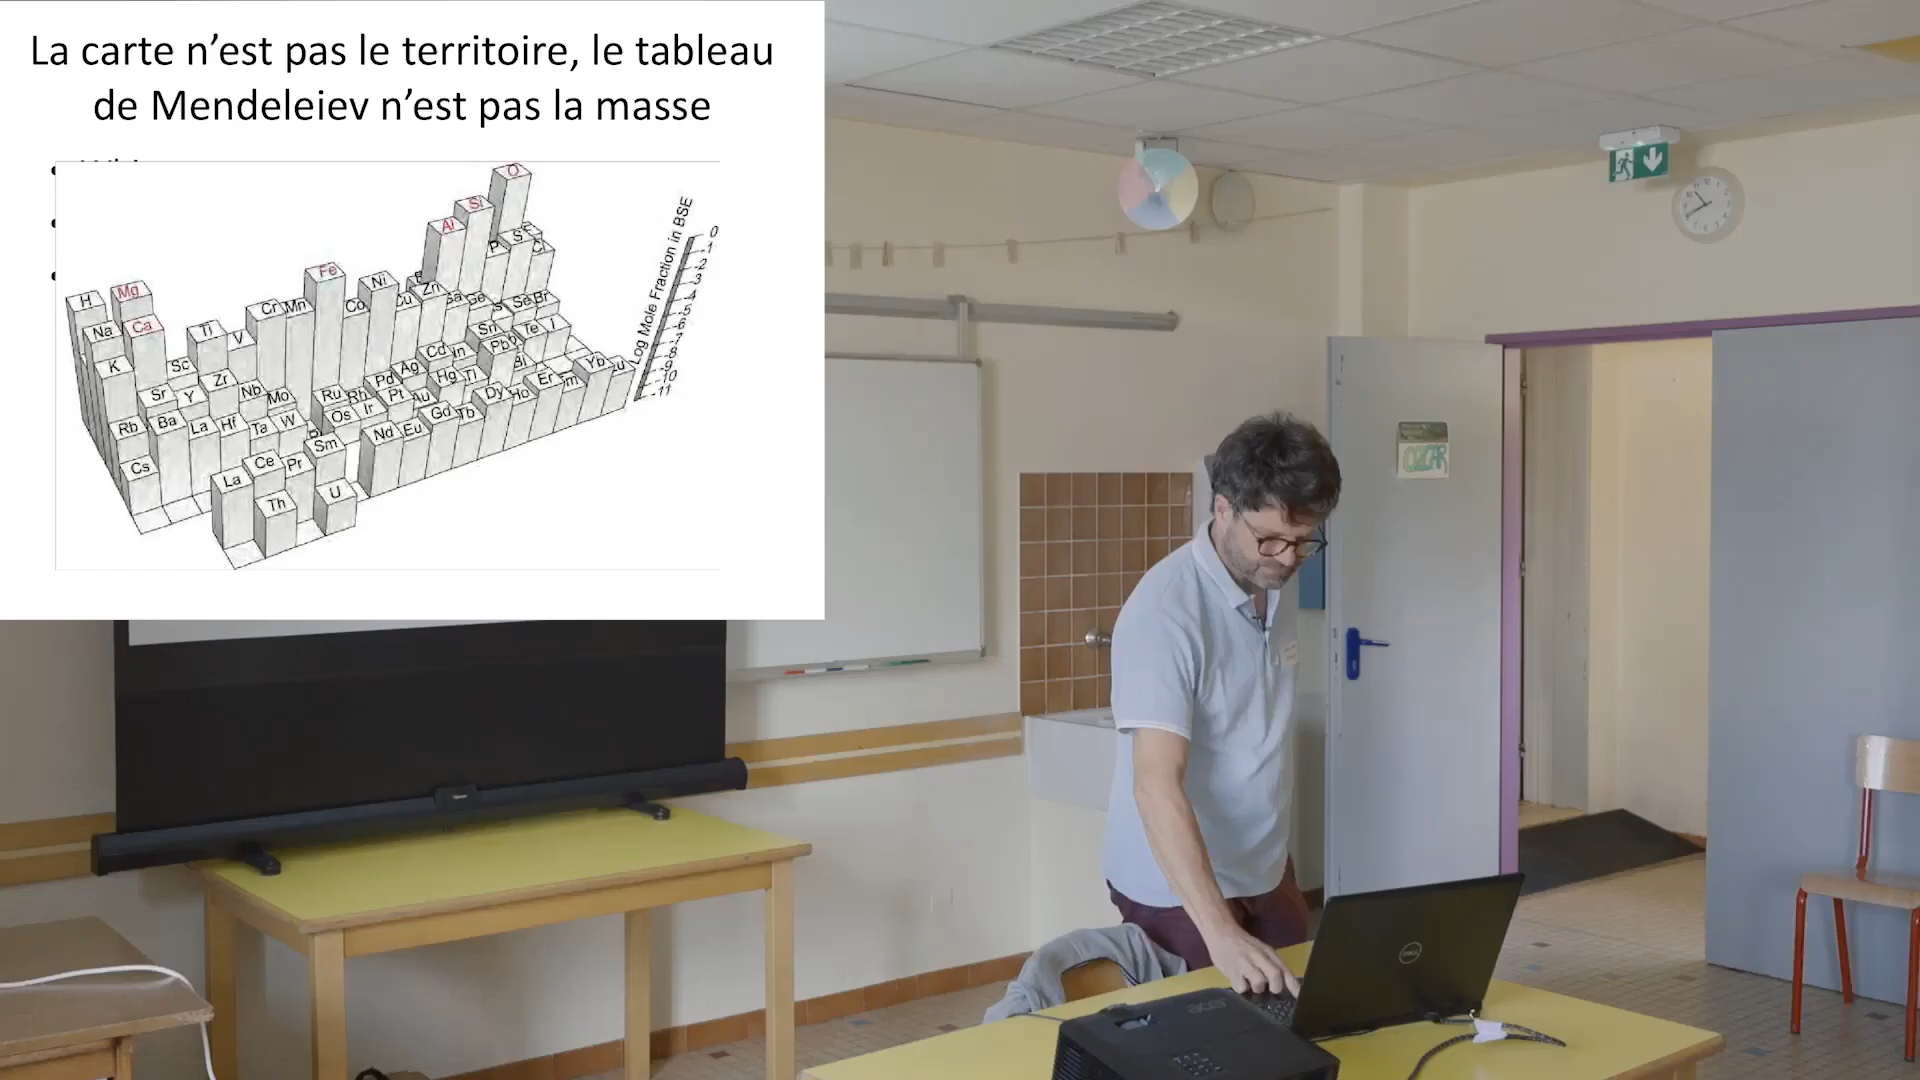 La carte n’est pas le territoire, le tableau
de Mendeleiev n’est pas la masse
O
Si
Al
P
S
Cl
Fe
Ni
Zn
Cr
Mn
Co
Cu
Ga
Ge
Se
Br
H
Mg
Na
Ca
Ti
V
K
Sc
Zr
Sr
Y
Nb
Mo
Sn
Te
I
Cd
In
Pb
Ag
Pd
Hg
Tl
Bi
Ru
Rh
Pt
Au
Os
Ir
Er
Yb
Dy
Ho
Gd
Tb
Rb
Ba
La
Hf
Ta
W
Nd
Eu
Cs
Ce
Pr
Sm
La
Th
U
Log Mole Fraction in BSE
0
-1
-2
-3
-4
-5
-6
-7
-8
-9
-10
-11
OZCAR
acer
DELL